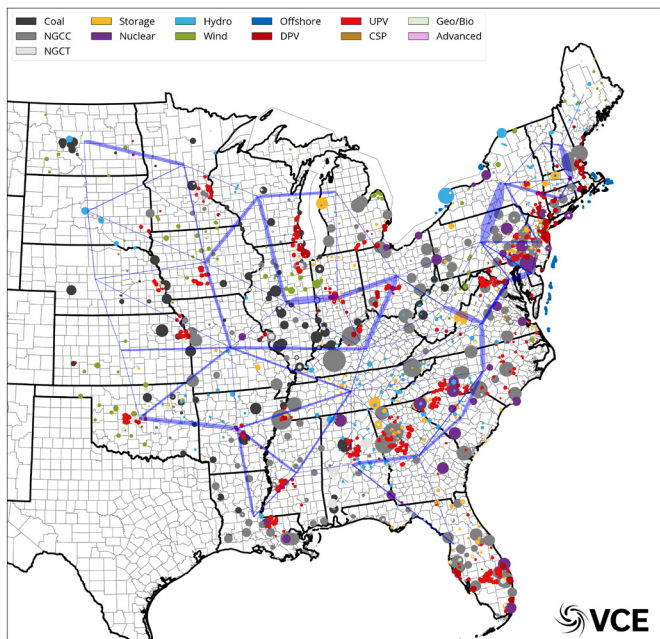 Coal Storage Hydro Offshore UPV Geo/Bio
NGCC Nuclear Wind DPV CSP Advanced
NGCT
VCE